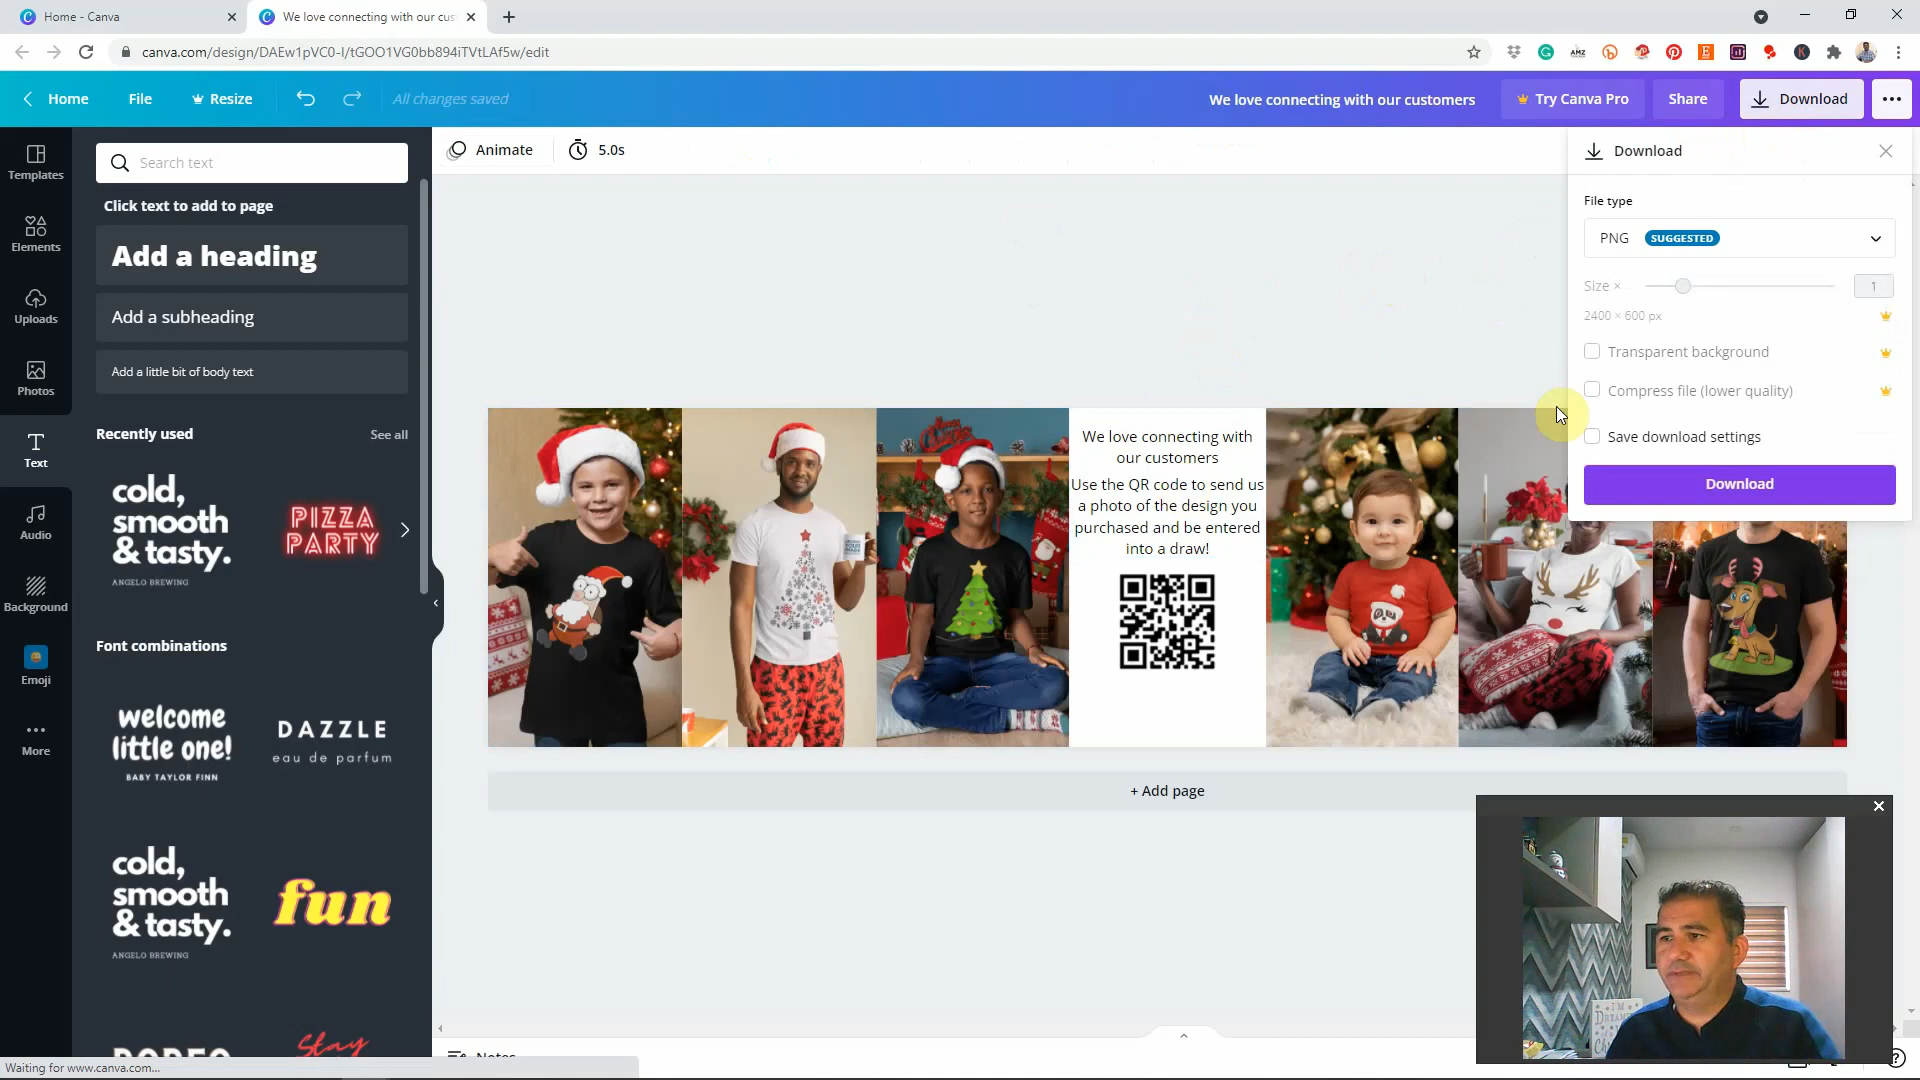 Home - Canva
We love connecting with our cus
canva.com/design/DAEw1pVC0-I/tGOO1VG0bb894iTVtLAf5w/edit
Home
File
Resize
All changes saved
We love connecting with our customers
Try Canva Pro
Share
Download
Templates
Elements
Uploads
Photos
Text
Audio
Background
Emoji
More
Search text
Click text to add to page
Add a heading
Add a subheading
Add a little bit of body text
Recently used
See all
cold,
smooth
& tasty.
ANGELO BREWING
PIZZA
PARTY
Font combinations
welcome
little one!
BABY TAYLOR FINN
DAZZLE
eau de parfum
cold,
smooth
& tasty.
ANGELO BREWING
fun
RODEO
Stay
Animate
5.0s
We love connecting with
our customers
Use the QR code to send us
a photo of the design you
purchased and be entered
into a draw!
+ Add page
Notes
Download
File type
PNG
SUGGESTED
Size ×
1
2400 × 600 px
Transparent background
Compress file (lower quality)
Save download settings
Download
Waiting for www.canva.com...